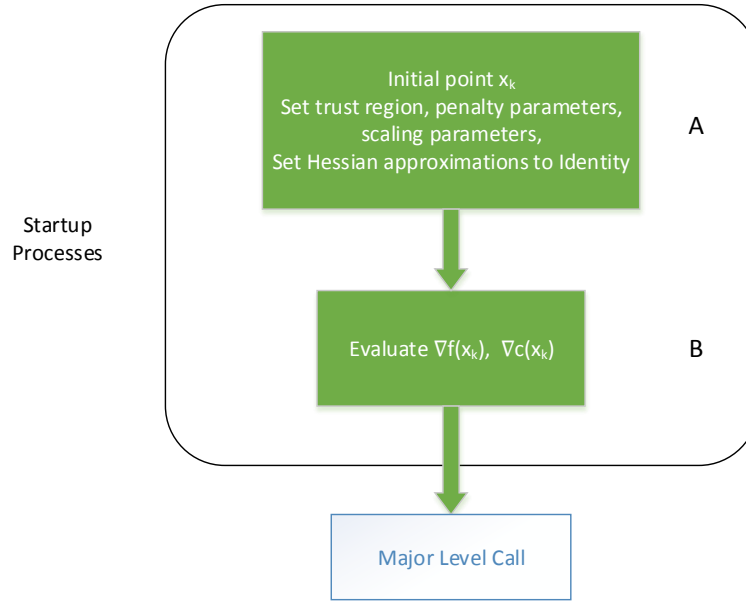 Initial point xₖ
Set trust region, penalty parameters,
scaling parameters,
Set Hessian approximations to Identity
A
Startup
Processes
Evaluate ∇f(xₖ), ∇c(xₖ)
B
Major Level Call